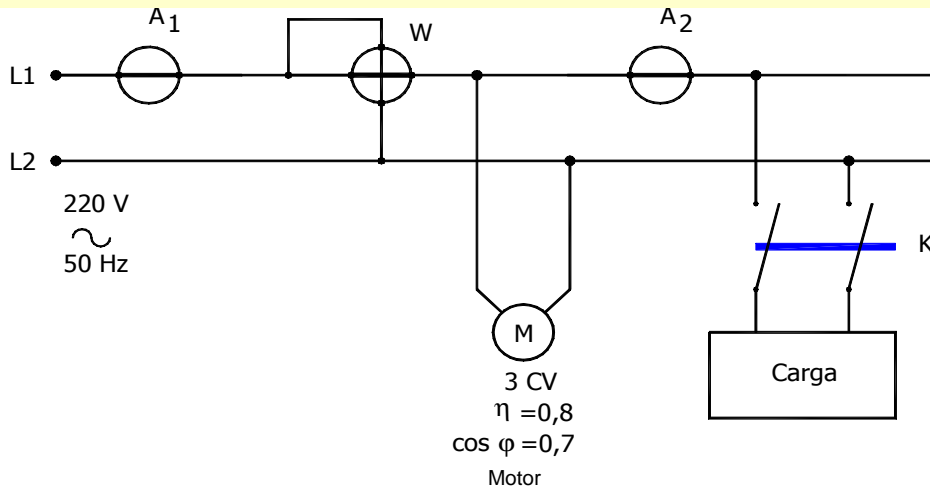 A1
W
A2
L1
L2
220 V
50 Hz
K
M
3 CV
η =0,8
cos φ =0,7
Motor
Carga